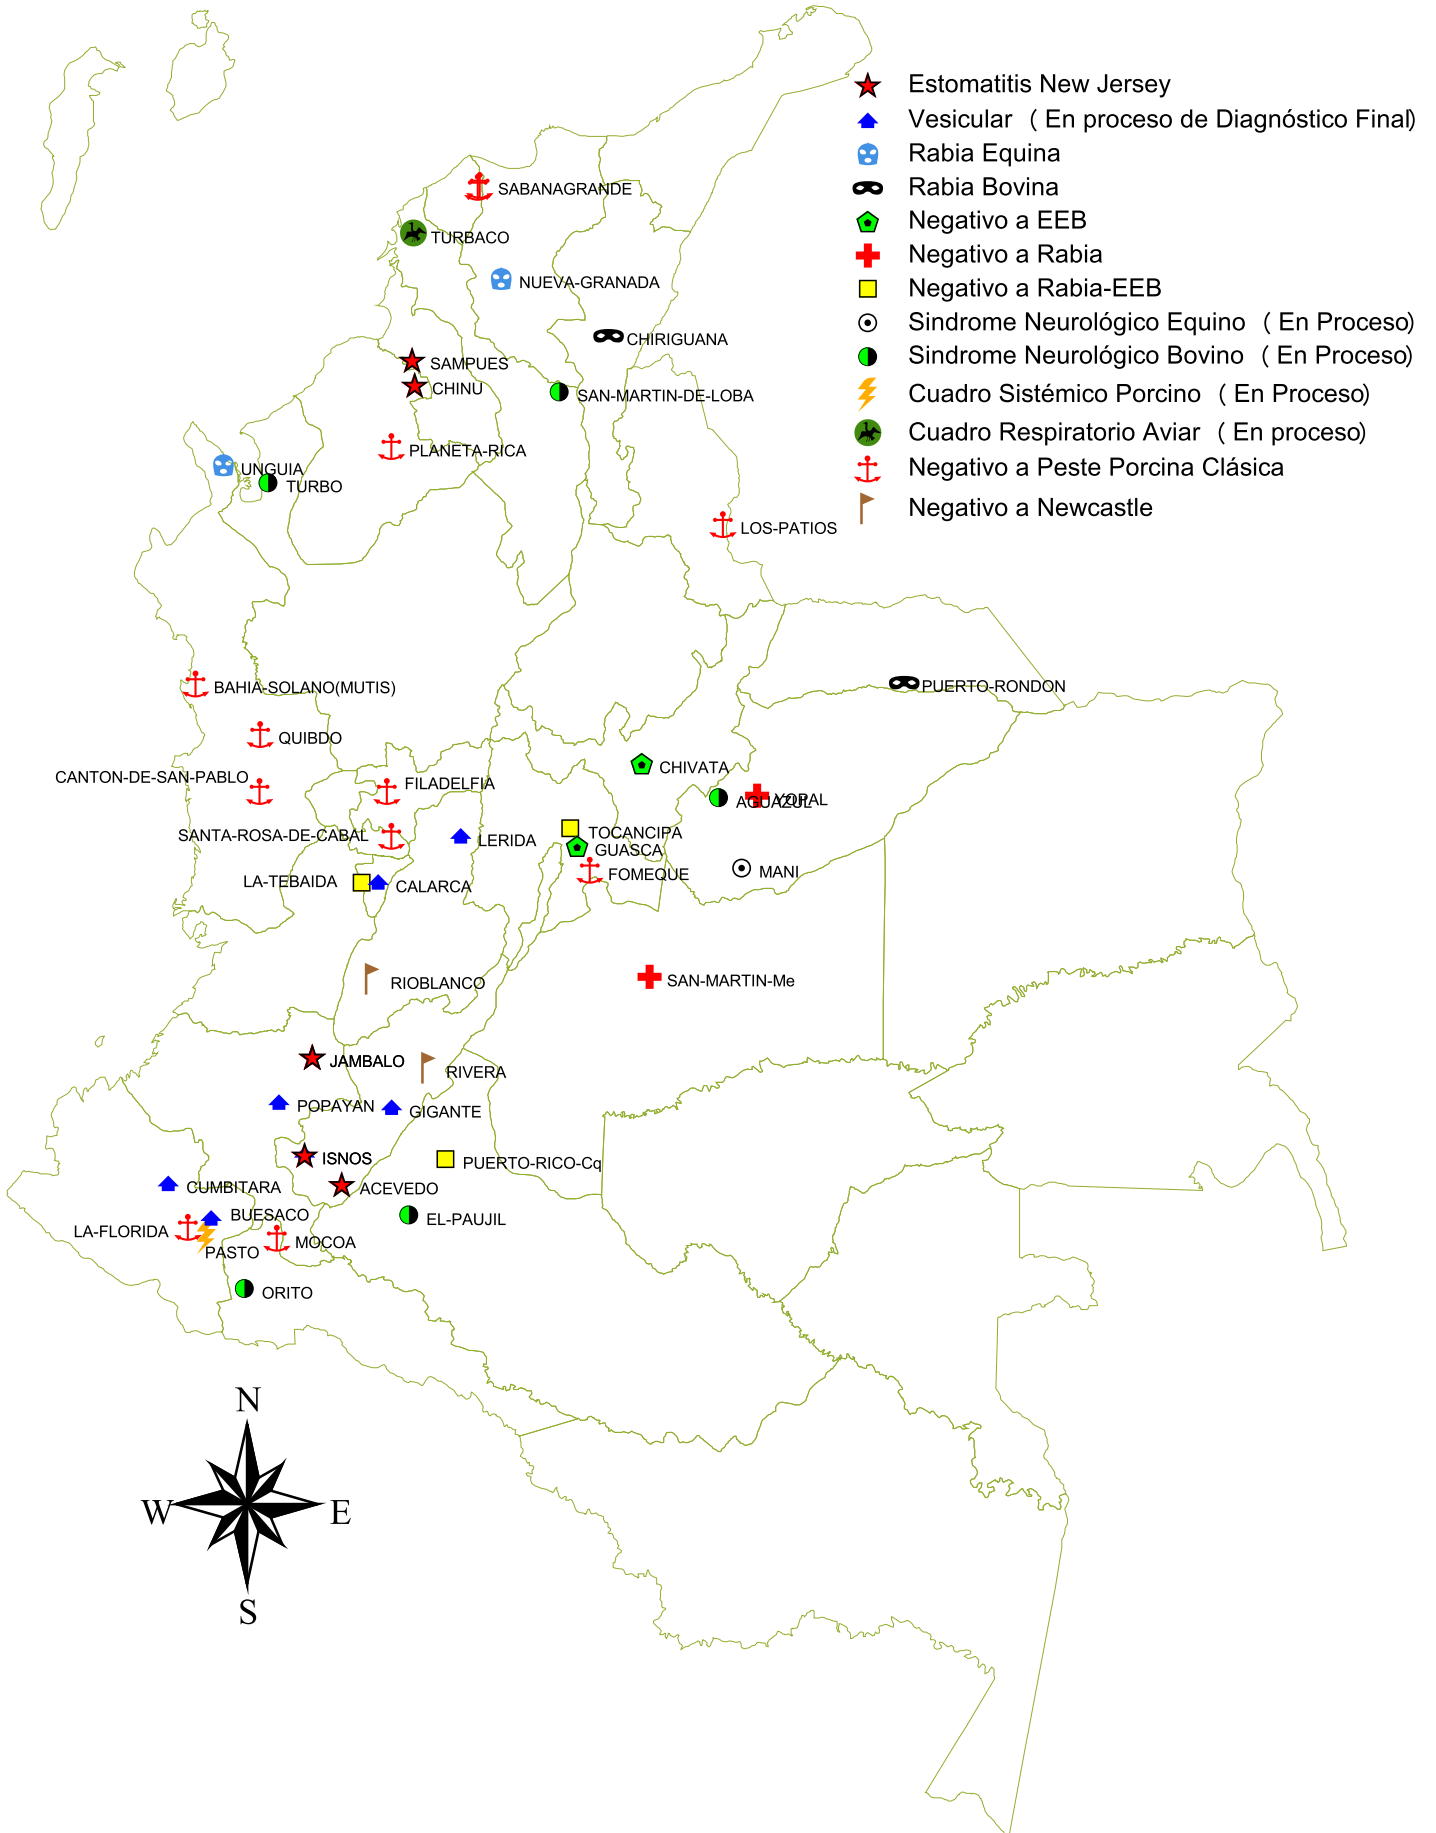 Estomatitis New Jersey
Vesicular ( En proceso de Diagnóstico Final)
Rabia Equina
Rabia Bovina
Negativo a EEB
Negativo a Rabia
Negativo a Rabia-EEB
Sindrome Neurológico Equino ( En Proceso)
Sindrome Neurológico Bovino ( En Proceso)
Cuadro Sistémico Porcino ( En Proceso)
Cuadro Respiratorio Aviar ( En proceso)
Negativo a Peste Porcina Clásica
Negativo a Newcastle
SABANAGRANDE
TURBACO
NUEVA-GRANADA
CHIRIGUANA
SAMPUES
CHINU
SAN-MARTIN-DE-LOBA
PLANETA-RICA
UNGUIA
TURBO
LOS-PATIOS
BAHIA-SOLANO(MUTIS)
PUERTO-RONDON
QUIBDO
CHIVATA
CANTON-DE-SAN-PABLO
FILADELFIA
AGUAZUL
YOPAL
SANTA-ROSA-DE-CABAL
LERIDA
TOCANCIPA
GUASCA
FOMEQUE
MANI
LA-TEBAIDA
CALARCA
RIOBLANCO
SAN-MARTIN-Me
JAMBALO
RIVERA
POPAYAN
GIGANTE
ISNOS
PUERTO-RICO-Cq
CUMBITARA
ACEVEDO
BUESACO
EL-PAUJIL
LA-FLORIDA
MOCOA
PASTO
ORITO
N
W
E
S